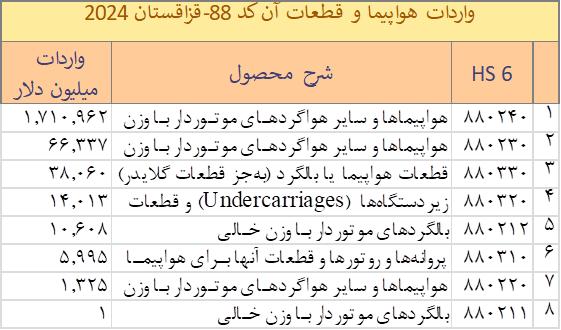 واردات هواپیما و قطعات آن کد 88-قزاقستان 2024
HS 6 شرح محصول واردات میلیون دلار
۱ ۸۸۰۲۴۰ هواپیماها و سایر هواگردهای موتوردار با وزن ۱,۷۱۰,۹۶۲
۲ ۸۸۰۲۳۰ هواپیماها و سایر هواگردهای موتوردار با وزن ۶۶,۳۳۷
۳ ۸۸۰۳۳۰ قطعات هواپیما یا بالگرد (به‌جز قطعات گلایدر) ۳۸,۰۶۰
۴ ۸۸۰۳۲۰ زیردستگاه‌ها (Undercarriages) و قطعات ۱۴,۰۱۳
۵ ۸۸۰۲۱۲ بالگردهای موتوردار با وزن خالی ۱۰,۶۰۸
۶ ۸۸۰۳۱۰ پروانه‌ها و روتورها و قطعات آنها برای هواپیما ۵,۹۹۵
۷ ۸۸۰۲۲۰ هواپیماها و سایر هواگردهای موتوردار با وزن ۱,۳۲۵
۸ ۸۸۰۲۱۱ بالگردهای موتوردار با وزن خالی ۱